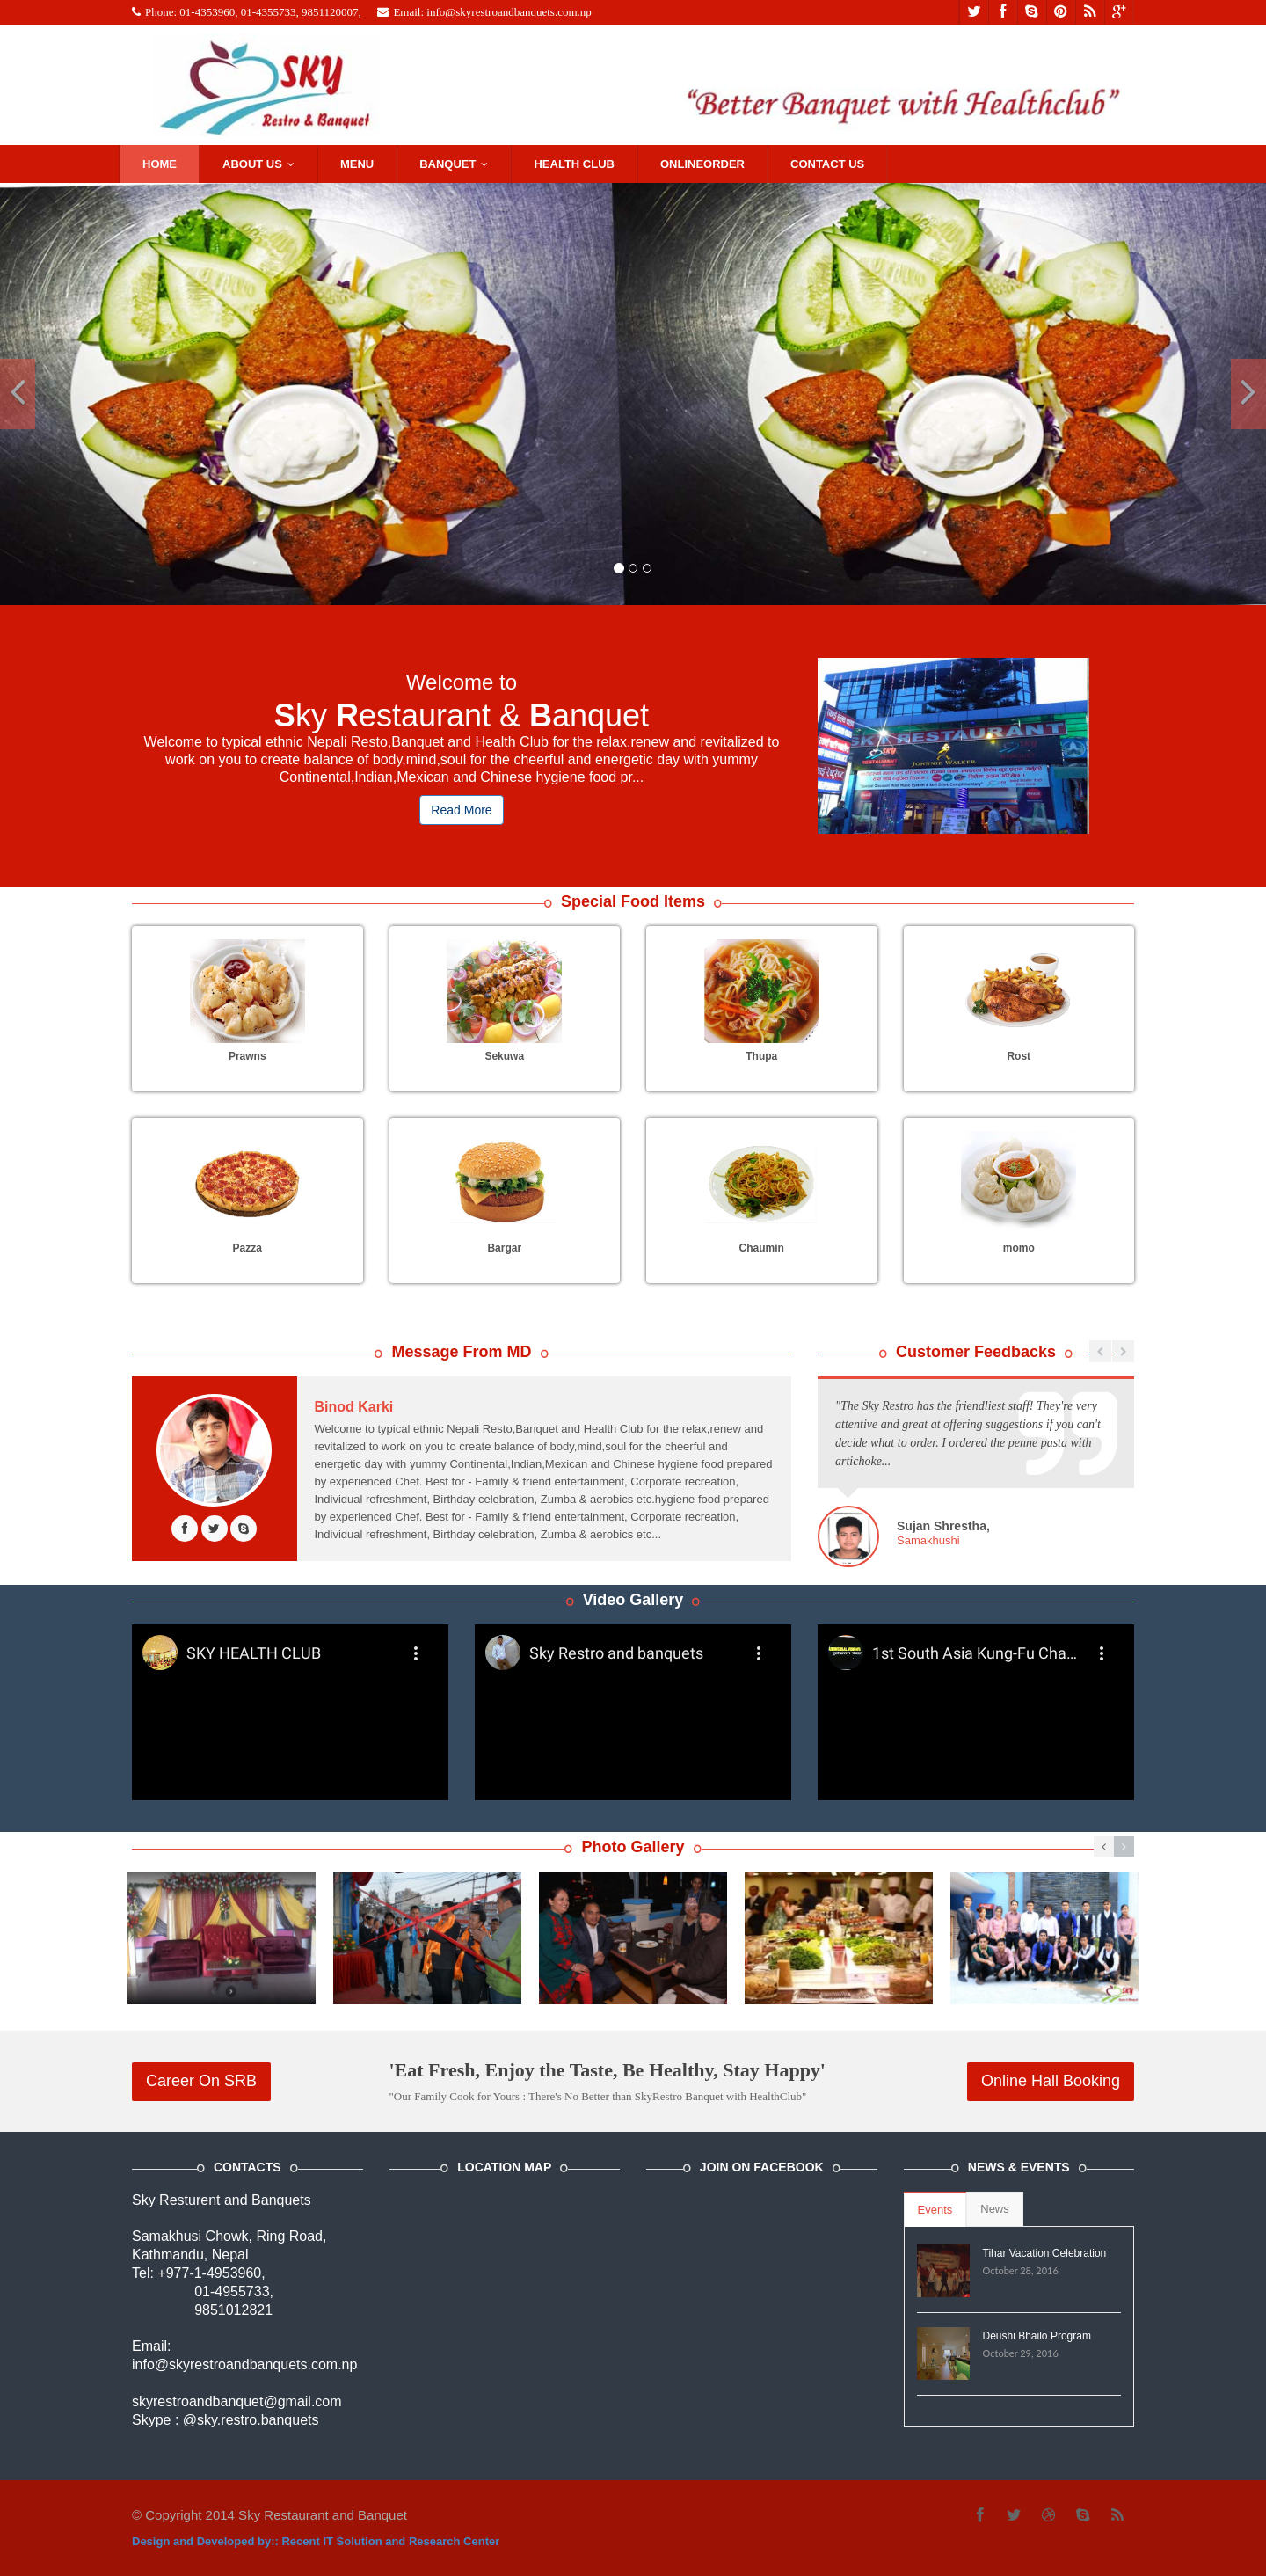 Phone: 01-4353960, 01-4355733, 9851120007, Email: info@skyrestroandbanquets.com.np
SKY
Restro & Banquet
“Better Banquet with Healthclub”
HOME ABOUT US MENU BANQUET HEALTH CLUB ONLINEORDER CONTACT US
Welcome to
Sky Restaurant & Banquet
Welcome to typical ethnic Nepali Resto,Banquet and Health Club for the relax,renew and revitalized to
work on you to create balance of body,mind,soul for the cheerful and energetic day with yummy
Continental,Indian,Mexican and Chinese hygiene food pr...
Read More
SKY RESTAURANT
JOHNNIE WALKER
Special Food Items
Prawns Sekuwa Thupa Rost
Pazza Bargar Chaumin momo
Message From MD
Binod Karki
Welcome to typical ethnic Nepali Resto,Banquet and Health Club for the relax,renew and
revitalized to work on you to create balance of body,mind,soul for the cheerful and
energetic day with yummy Continental,Indian,Mexican and Chinese hygiene food prepared
by experienced Chef. Best for - Family & friend entertainment, Corporate recreation,
Individual refreshment, Birthday celebration, Zumba & aerobics etc.hygiene food prepared
by experienced Chef. Best for - Family & friend entertainment, Corporate recreation,
Individual refreshment, Birthday celebration, Zumba & aerobics etc...
Customer Feedbacks
"The Sky Restro has the friendliest staff! They're very
attentive and great at offering suggestions if you can't
decide what to order. I ordered the penne pasta with
artichoke...
Sujan Shrestha,
Samakhushi
Video Gallery
SKY HEALTH CLUB
Sky Restro and banquets
1st South Asia Kung-Fu Cha...
Photo Gallery
Career On SRB
'Eat Fresh, Enjoy the Taste, Be Healthy, Stay Happy'
"Our Family Cook for Yours : There's No Better than SkyRestro Banquet with HealthClub"
Online Hall Booking
CONTACTS
Sky Resturent and Banquets
Samakhusi Chowk, Ring Road,
Kathmandu, Nepal
Tel: +977-1-4953960,
01-4955733,
9851012821
Email:
info@skyrestroandbanquets.com.np
skyrestroandbanquet@gmail.com
Skype : @sky.restro.banquets
LOCATION MAP
JOIN ON FACEBOOK
NEWS & EVENTS
Events News
Tihar Vacation Celebration
October 28, 2016
Deushi Bhailo Program
October 29, 2016
© Copyright 2014 Sky Restaurant and Banquet
Design and Developed by:: Recent IT Solution and Research Center